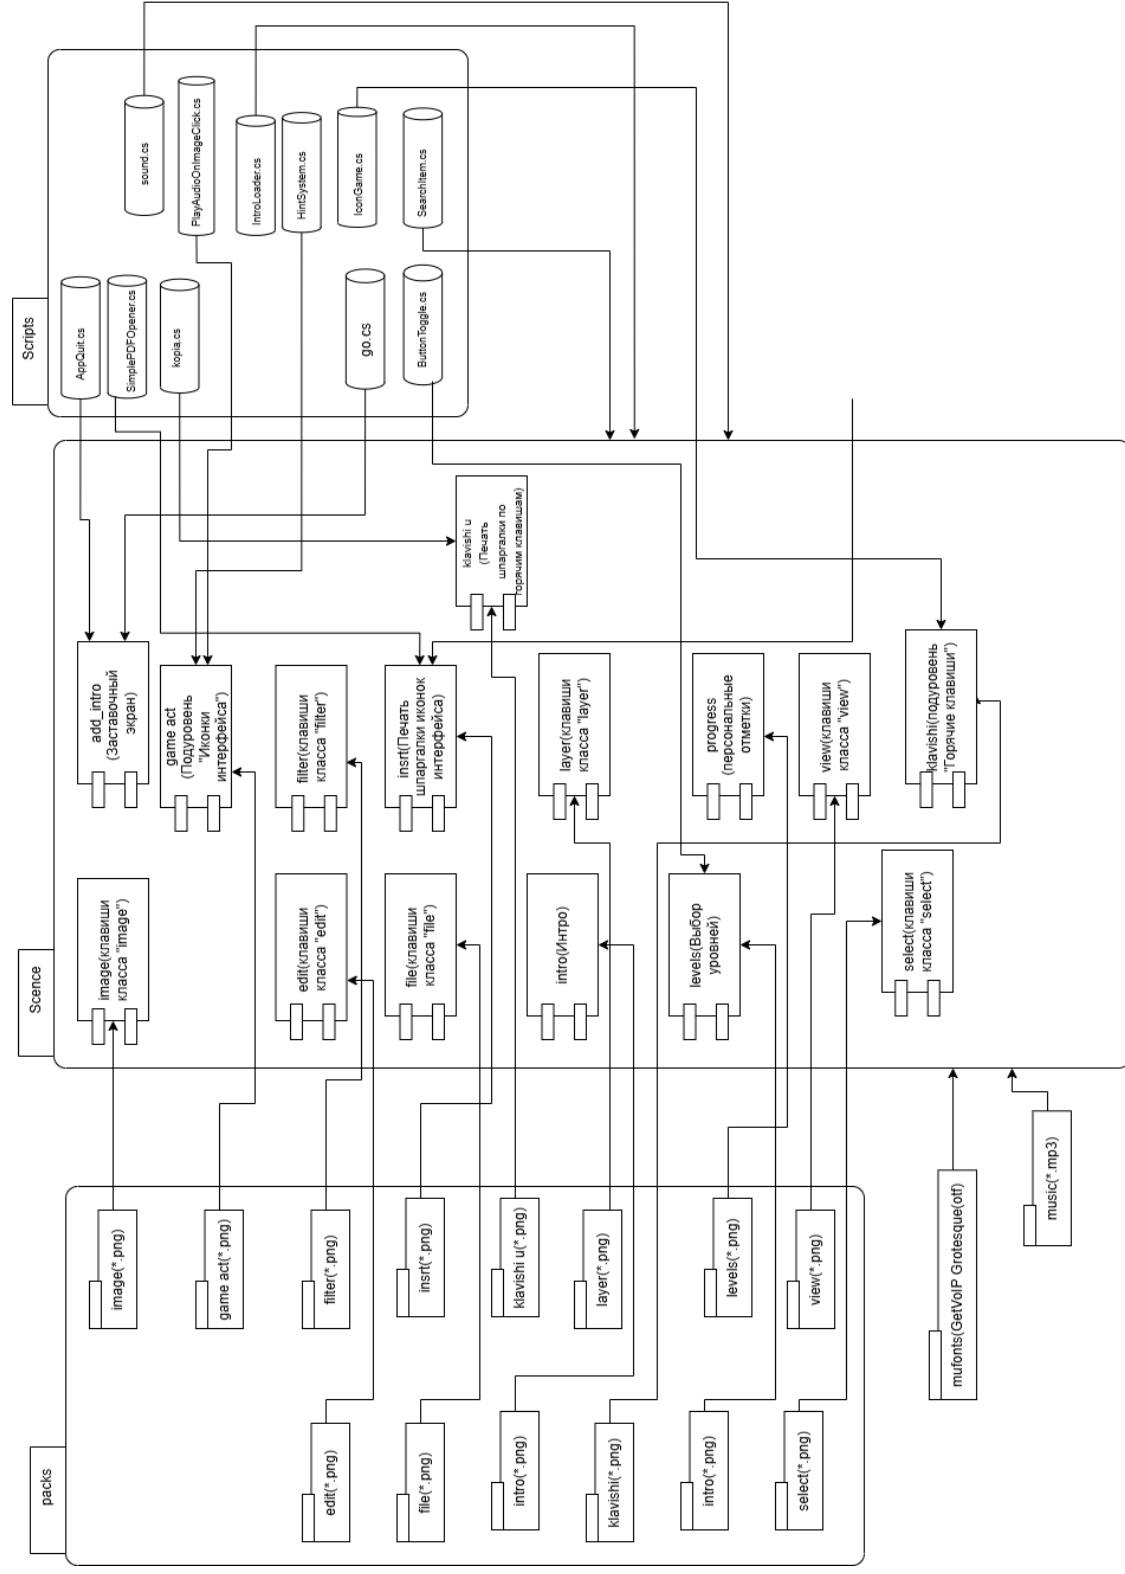 packs
image(*.png)
game act(*.png)
filter(*.png)
insrt(*.png)
klavishi u(*.png)
layer(*.png)
levels(*.png)
view(*.png)
edit(*.png)
file(*.png)
intro(*.png)
klavishi(*.png)
intro(*.png)
select(*.png)
mufonts(GetVoIP Grotesque(otf)
music(*.mp3)
Scence
image(клавиши
класса "image")
edit(клавиши
класса "edit")
file(клавиши
класса "file")
intro(Интро)
levels(Выбор
уровней)
select(клавиши
класса "select")
add_intro
(Заставочный
экран)
game act
(Подуровень
"Иконки
интерфейса")
filter(клавиши
класса "filter")
insrt(Печать
шпаргалки иконок
интерфейса)
layer(клавиши
класса "layer")
progress
(персональные
отметки)
view(клавиши
класса "view")
klavishi(подуровень
"Горячие клавиши")
klavishi u
(Печать
шпаргалки по
горячим клавишам)
Scripts
AppQuit.cs
SimplePDFOpener.cs
kopia.cs
go.cs
ButtonToggle.cs
sound.cs
PlayAudioOnImageClick.cs
IntroLoader.cs
HintSystem.cs
IconGame.cs
SearchItem.cs